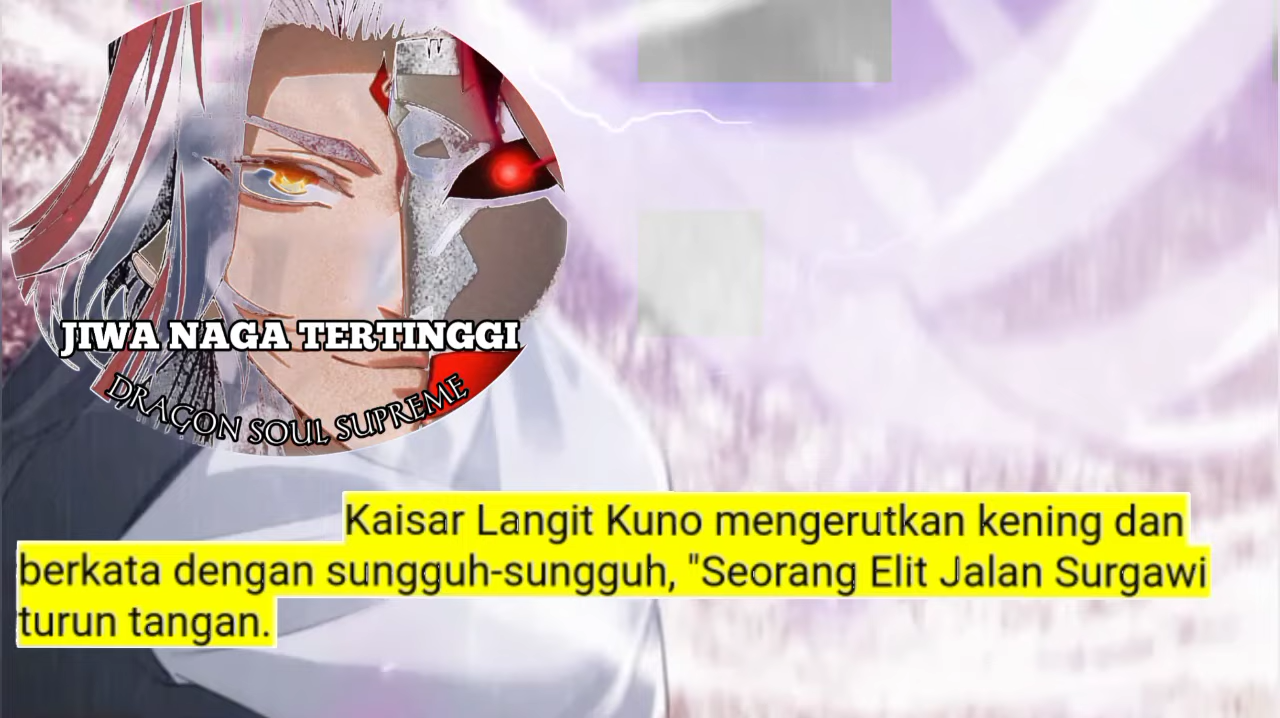 JIWA NAGA TERTINGGI
DRAGON SOUL SUPREME
Kaisar Langit Kuno mengerutkan kening dan
berkata dengan sungguh-sungguh, "Seorang Elit Jalan Surgawi
turun tangan.